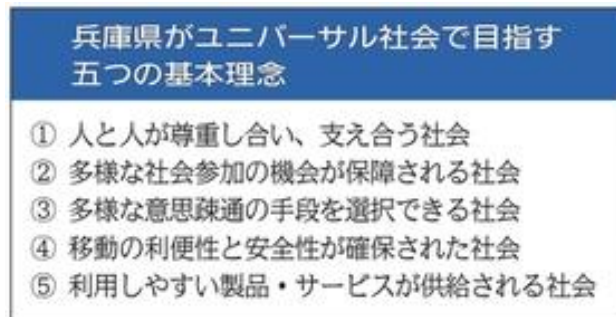 兵庫県がユニバーサル社会で目指す
五つの基本理念
① 人と人が尊重し合い、支え合う社会
② 多様な社会参加の機会が保障される社会
③ 多様な意思疎通の手段を選択できる社会
④ 移動の利便性と安全性が確保された社会
⑤ 利用しやすい製品・サービスが供給される社会